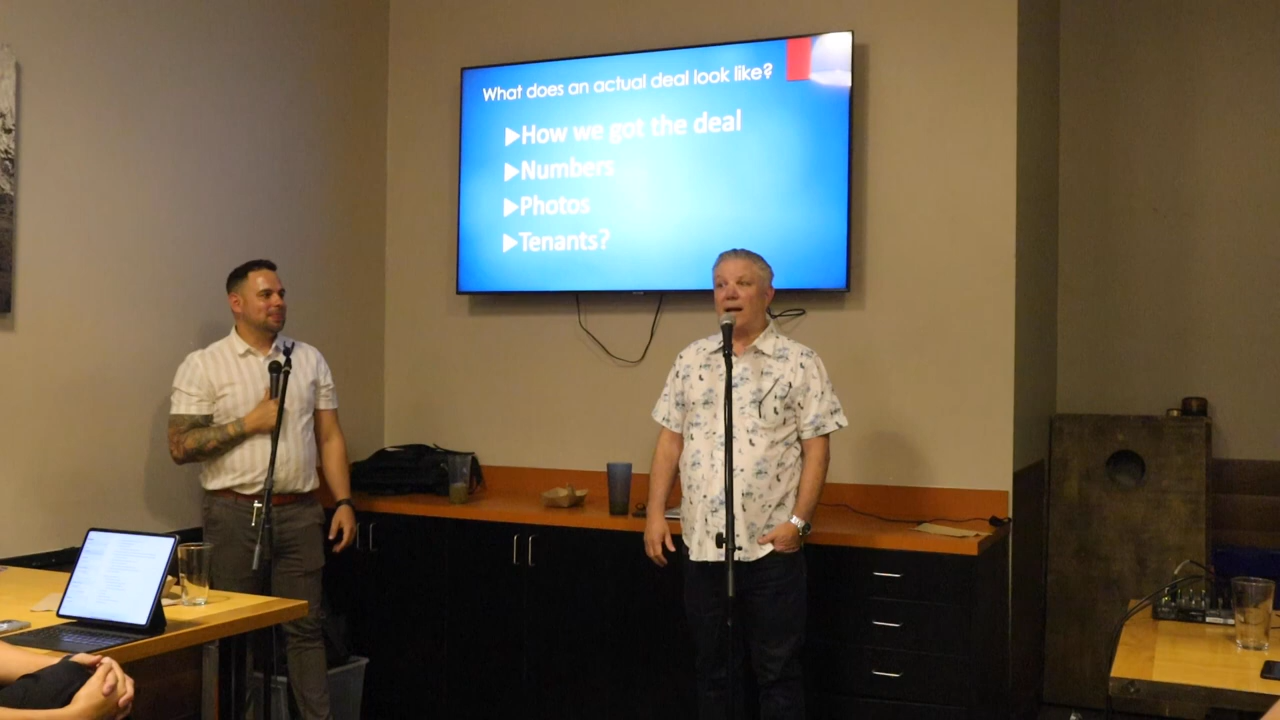 What does an actual deal look like?
▶How we got the deal
▶Numbers
▶Photos
▶Tenants?